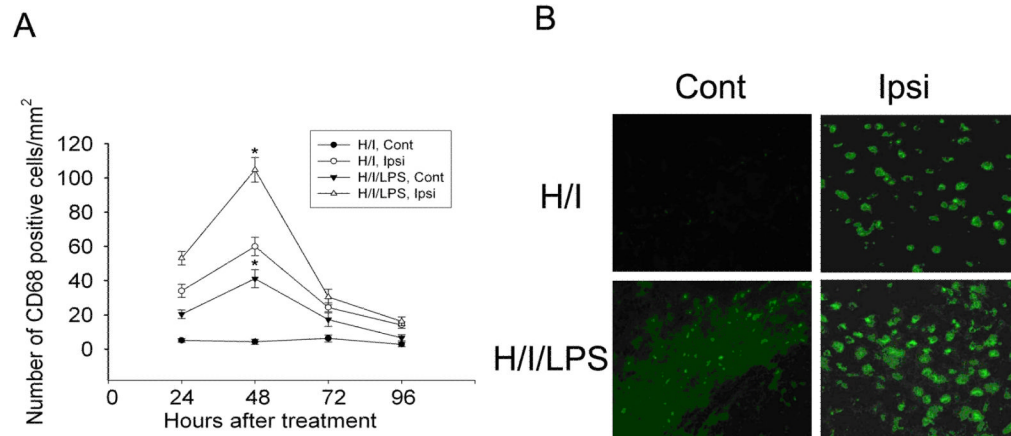 A
Number of CD68 positive cells/mm²
120
100
80
60
40
20
0
0 24 48 72 96
Hours after treatment
*
*
H/I, Cont
H/I, Ipsi
H/I/LPS, Cont
H/I/LPS, Ipsi
B
Cont Ipsi
H/I
H/I/LPS